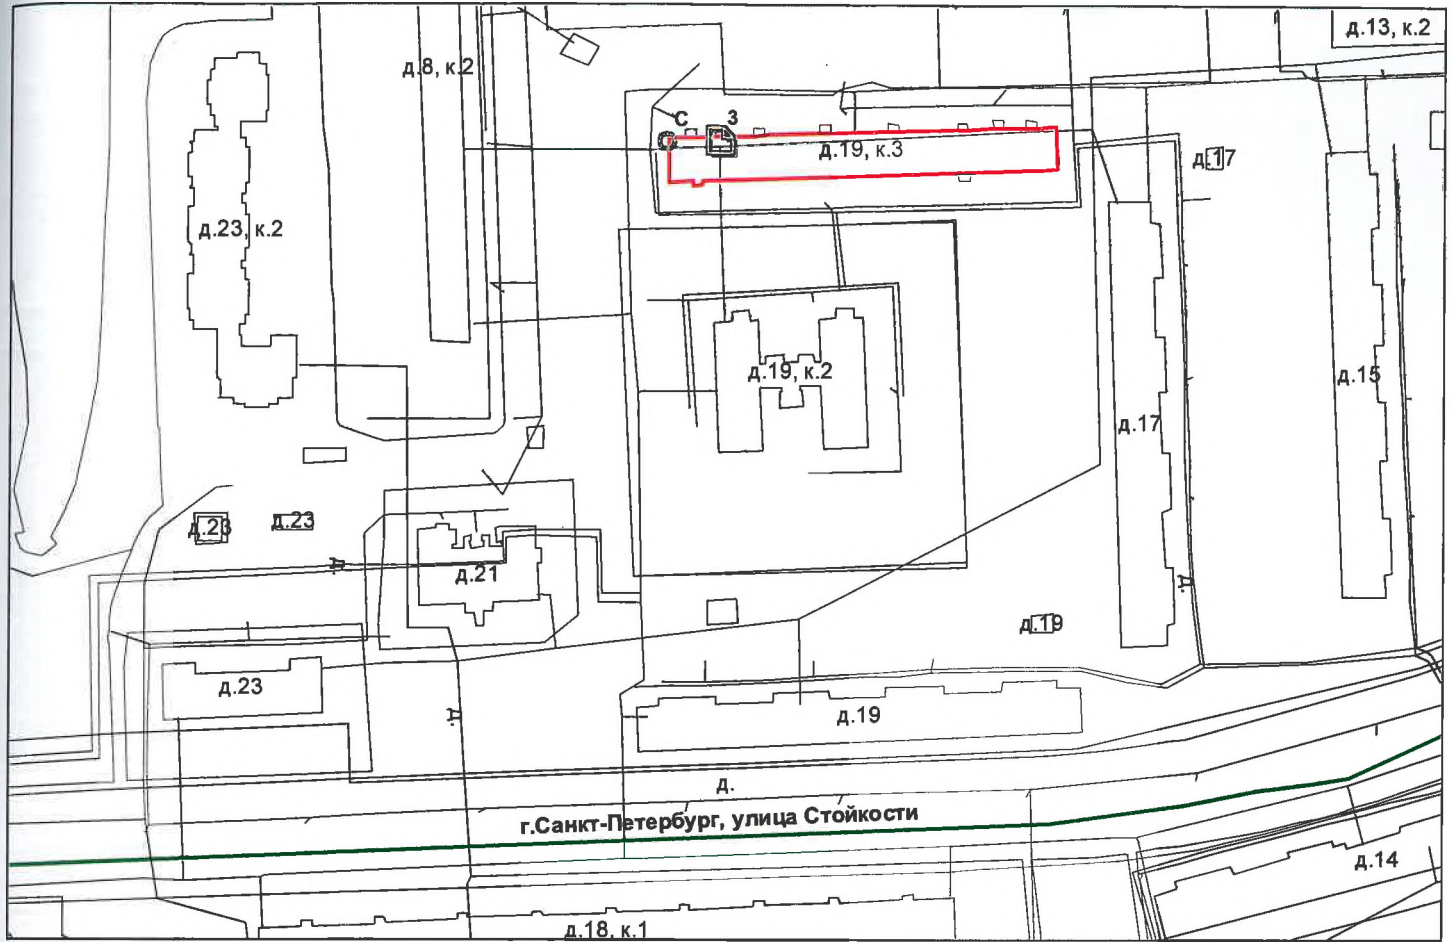 д.13, к.2
д.8, к.2
С
3
д.19, к.3
д.17
д.23, к.2
д.19, к.2
д.15
д.17
д.23
д.23
д.
д.21
д.
д.19
д.23
д.
д.19
д.
г.Санкт-Петербург, улица Стойкости
д.14
д.18, к.1